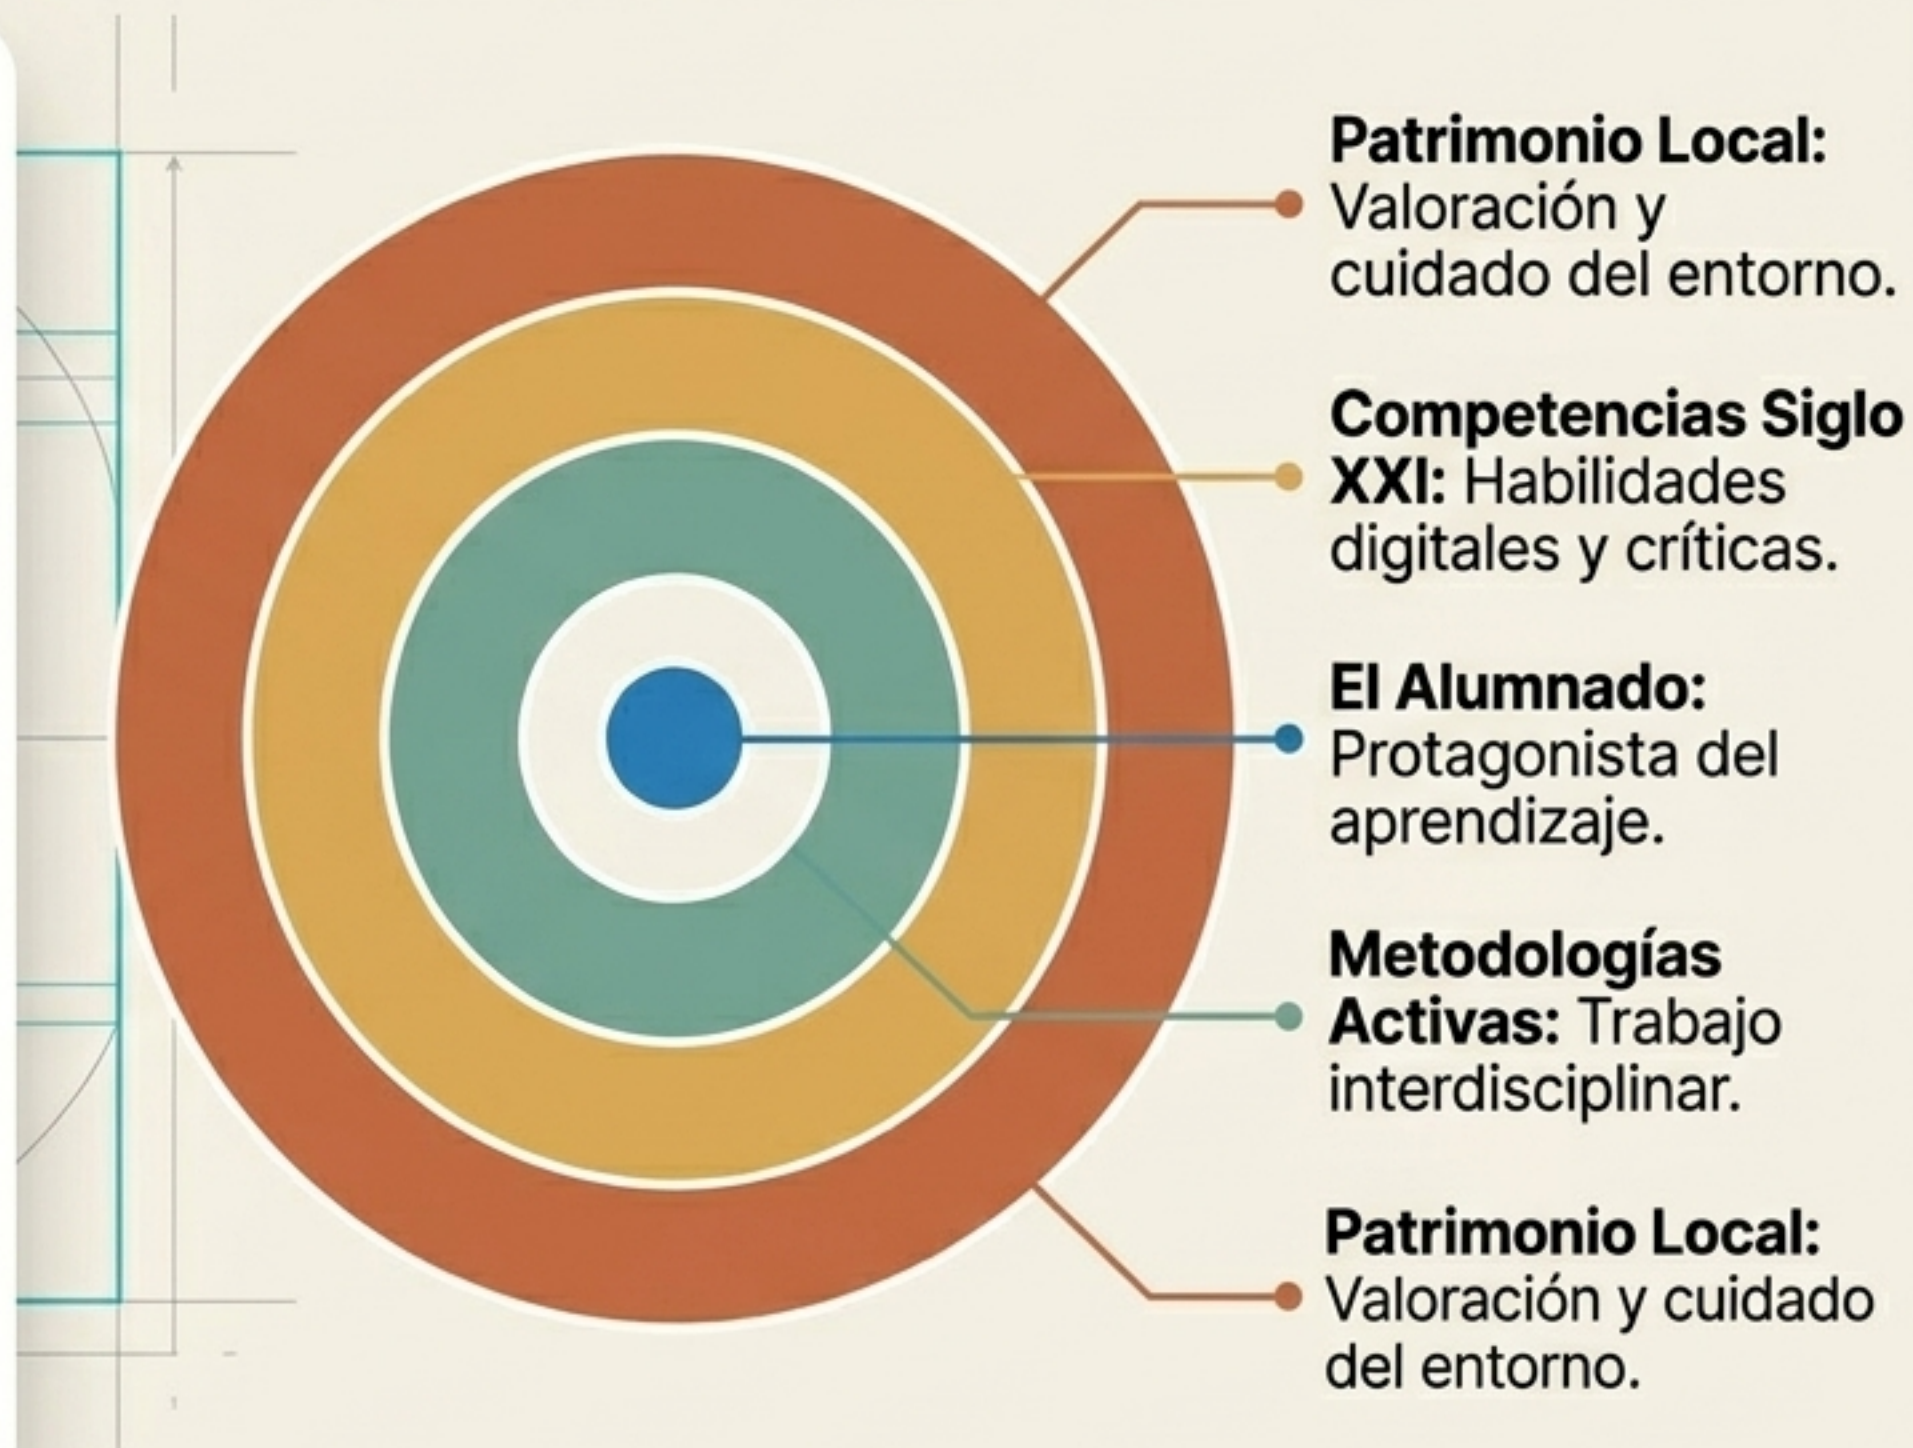 Patrimonio Local:
Valoración y
cuidado del entorno.
Competencias Siglo
XXI: Habilidades
digitales y críticas.
El Alumnado:
Protagonista del
aprendizaje.
Metodologías
Activas: Trabajo
interdisciplinar.
Patrimonio Local:
Valoración y cuidado
del entorno.